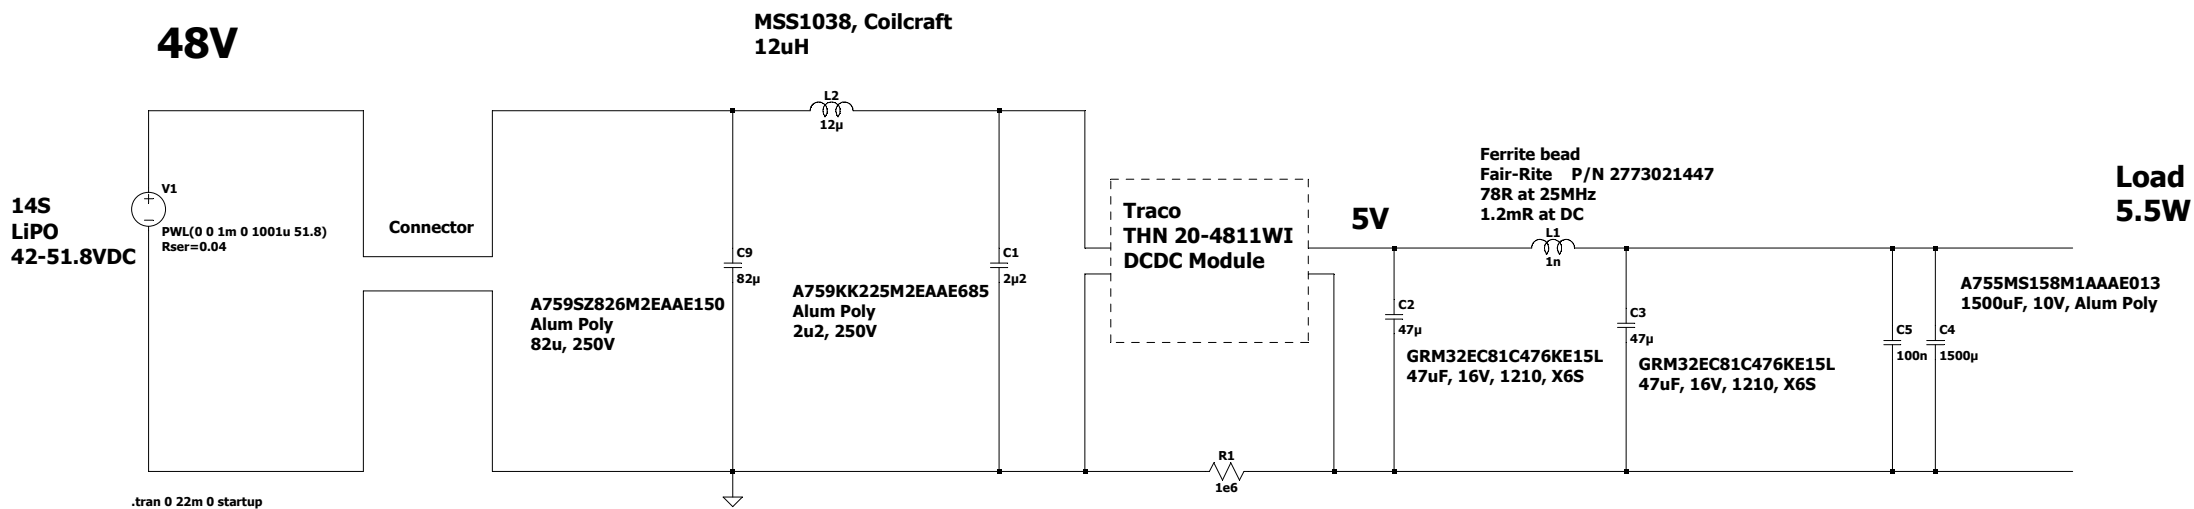 48V
MSS1038, Coilcraft
12uH
L2
12µ
14S
LiPO
42-51.8VDC
V1
PWL(0 0 1m 0 1001u 51.8)
Rser=0.04
Connector
A759SZ826M2EAAE150
Alum Poly
82u, 250V
C9
82µ
A759KK225M2EAAE685
Alum Poly
2u2, 250V
C1
2µ2
Traco
THN 20-4811WI
DCDC Module
5V
Ferrite bead
Fair-Rite P/N 2773021447
78R at 25MHz
1.2mR at DC
L1
1n
Load
5.5W
C2
47µ
GRM32EC81C476KE15L
47uF, 16V, 1210, X6S
C3
47µ
GRM32EC81C476KE15L
47uF, 16V, 1210, X6S
C5
100n
C4
1500µ
A755MS158M1AAAE013
1500uF, 10V, Alum Poly
R1
1e6
.tran 0 22m 0 startup